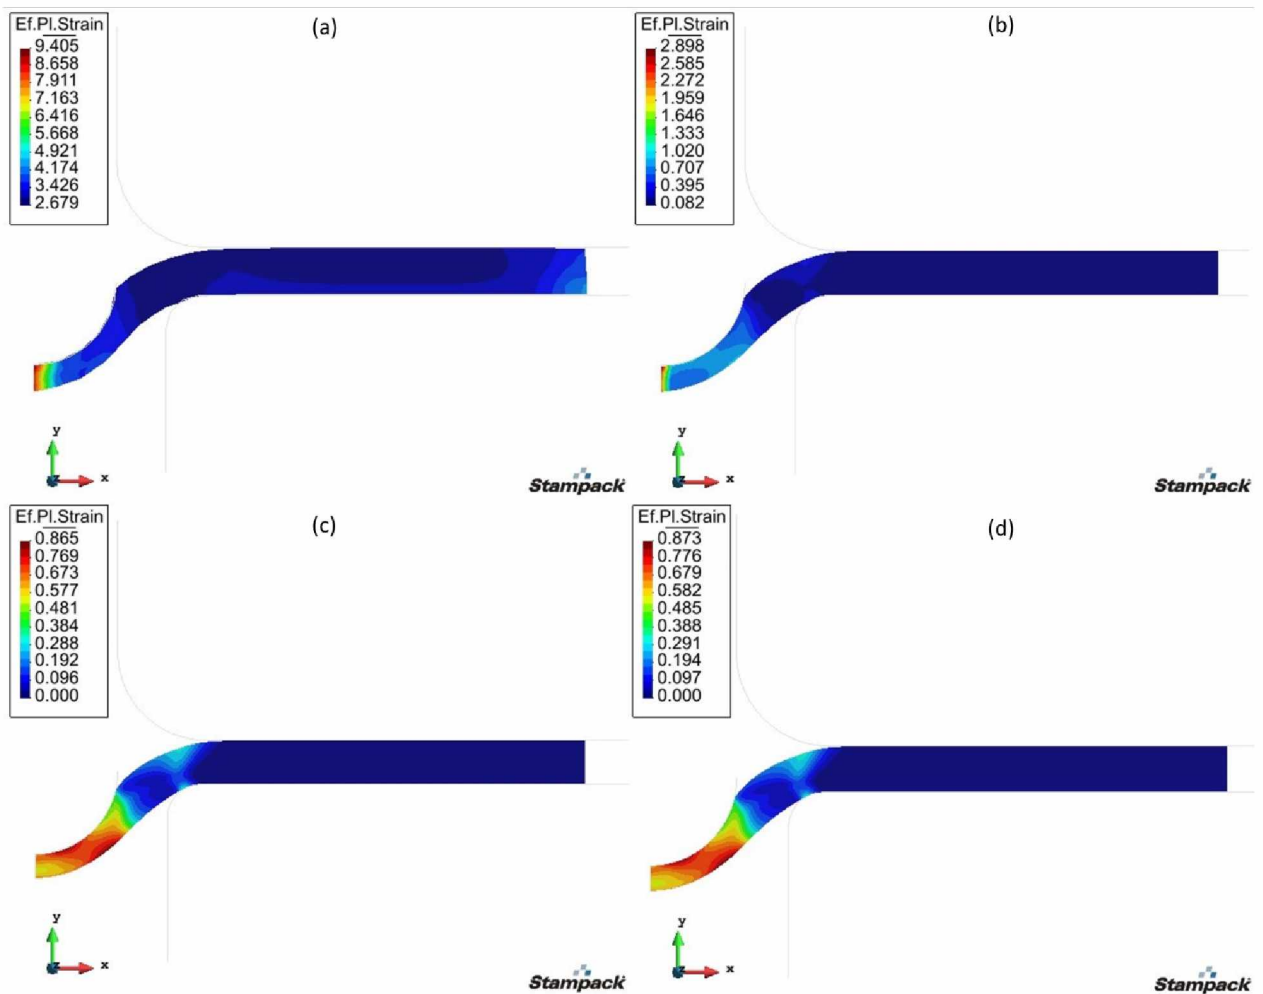 (a)
Ef.Pl.Strain
9.405
8.658
7.911
7.163
6.416
5.668
4.921
4.174
3.426
2.679
y
x
Stampack
(b)
Ef.Pl.Strain
2.898
2.585
2.272
1.959
1.646
1.333
1.020
0.707
0.395
0.082
y
x
Stampack
(c)
Ef.Pl.Strain
0.865
0.769
0.673
0.577
0.481
0.384
0.288
0.192
0.096
0.000
y
x
Stampack
(d)
Ef.Pl.Strain
0.873
0.776
0.679
0.582
0.485
0.388
0.291
0.194
0.097
0.000
y
x
Stampack